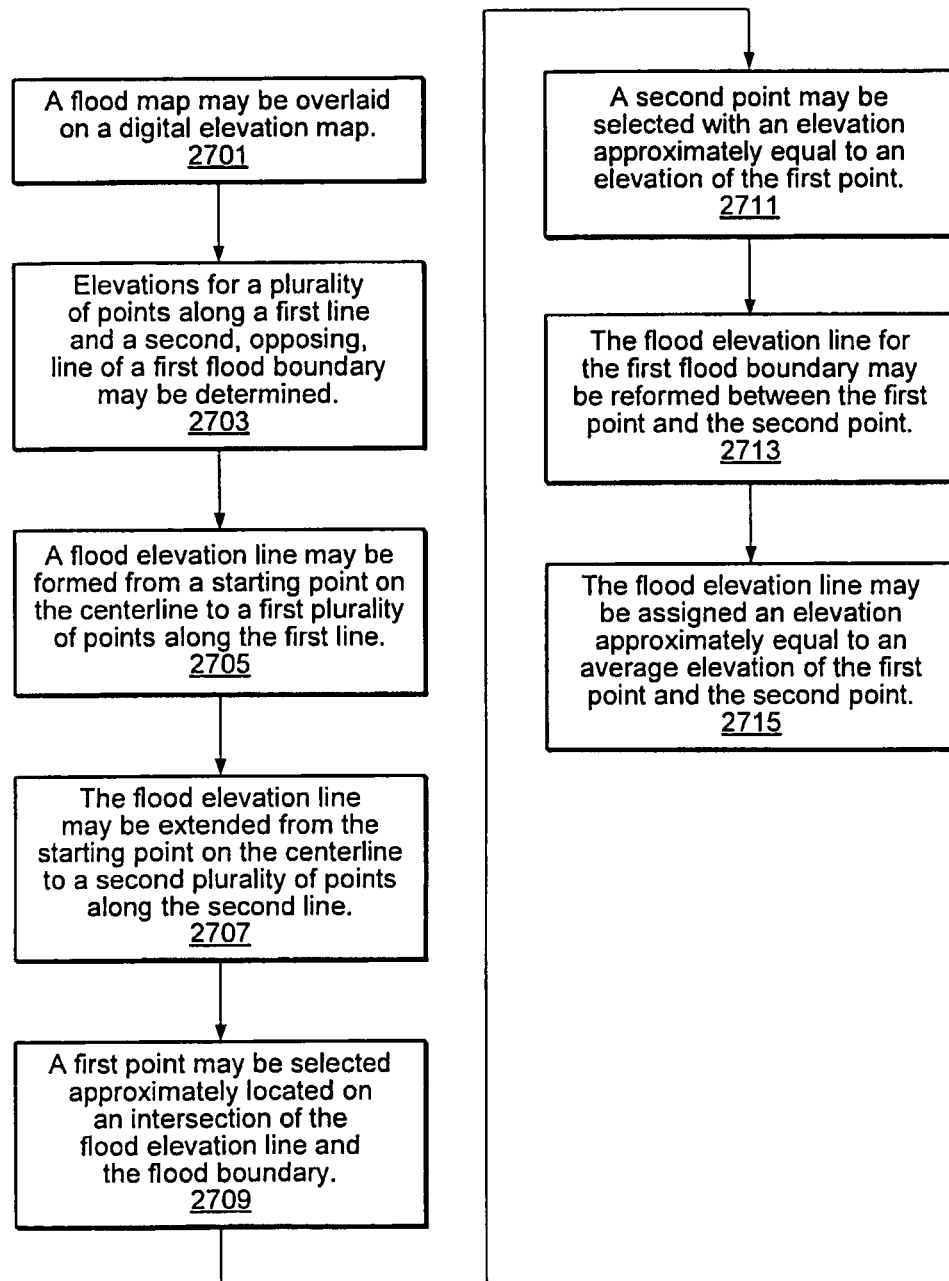 A flood map may be overlaid
on a digital elevation map.
2701
Elevations for a plurality
of points along a first line
and a second, opposing,
line of a first flood boundary
may be determined.
2703
A flood elevation line may be
formed from a starting point on
the centerline to a first plurality
of points along the first line.
2705
The flood elevation line
may be extended from the
starting point on the centerline
to a second plurality of points
along the second line.
2707
A first point may be selected
approximately located on
an intersection of the
flood elevation line and
the flood boundary.
2709
A second point may be
selected with an elevation
approximately equal to an
elevation of the first point.
2711
The flood elevation line for
the first flood boundary may
be reformed between the first
point and the second point.
2713
The flood elevation line may
be assigned an elevation
approximately equal to an
average elevation of the first
point and the second point.
2715